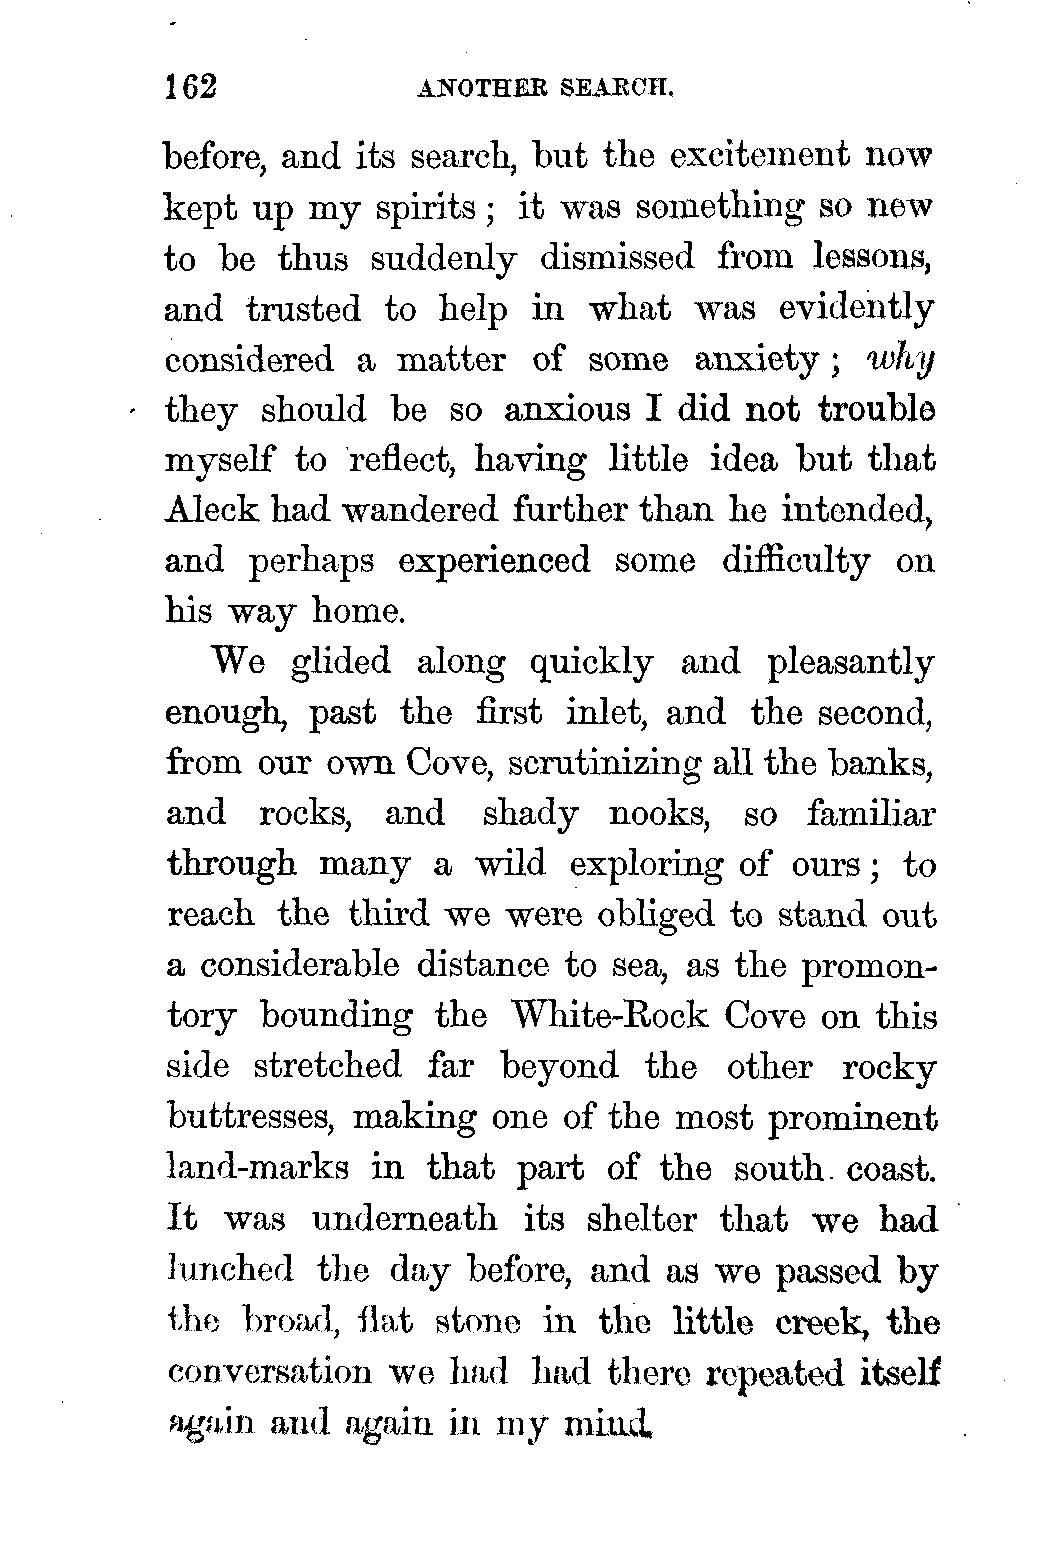 162 ANOTHER SEARCH.
before, and its search, but the excitement now
kept up my spirits ; it was something so new
to be thus suddenly dismissed from lessons,
and trusted to help in what was evidently
considered a matter of some anxiety ; why
they should be so anxious I did not trouble
myself to reflect, having little idea but that
Aleck had wandered further than he intended,
and perhaps experienced some difficulty on
his way home.
We glided along quickly and pleasantly
enough, past the first inlet, and the second,
from our own Cove, scrutinizing all the banks,
and rocks, and shady nooks, so familiar
through many a wild exploring of ours ; to
reach the third we were obliged to stand out
a considerable distance to sea, as the promon-
tory bounding the White-Rock Cove on this
side stretched far beyond the other rocky
buttresses, making one of the most prominent
land-marks in that part of the south coast.
It was underneath its shelter that we had
lunched the day before, and as we passed by
the broad, flat stone in the little creek, the
conversation we had had there repeated itself
again and again in my mind.